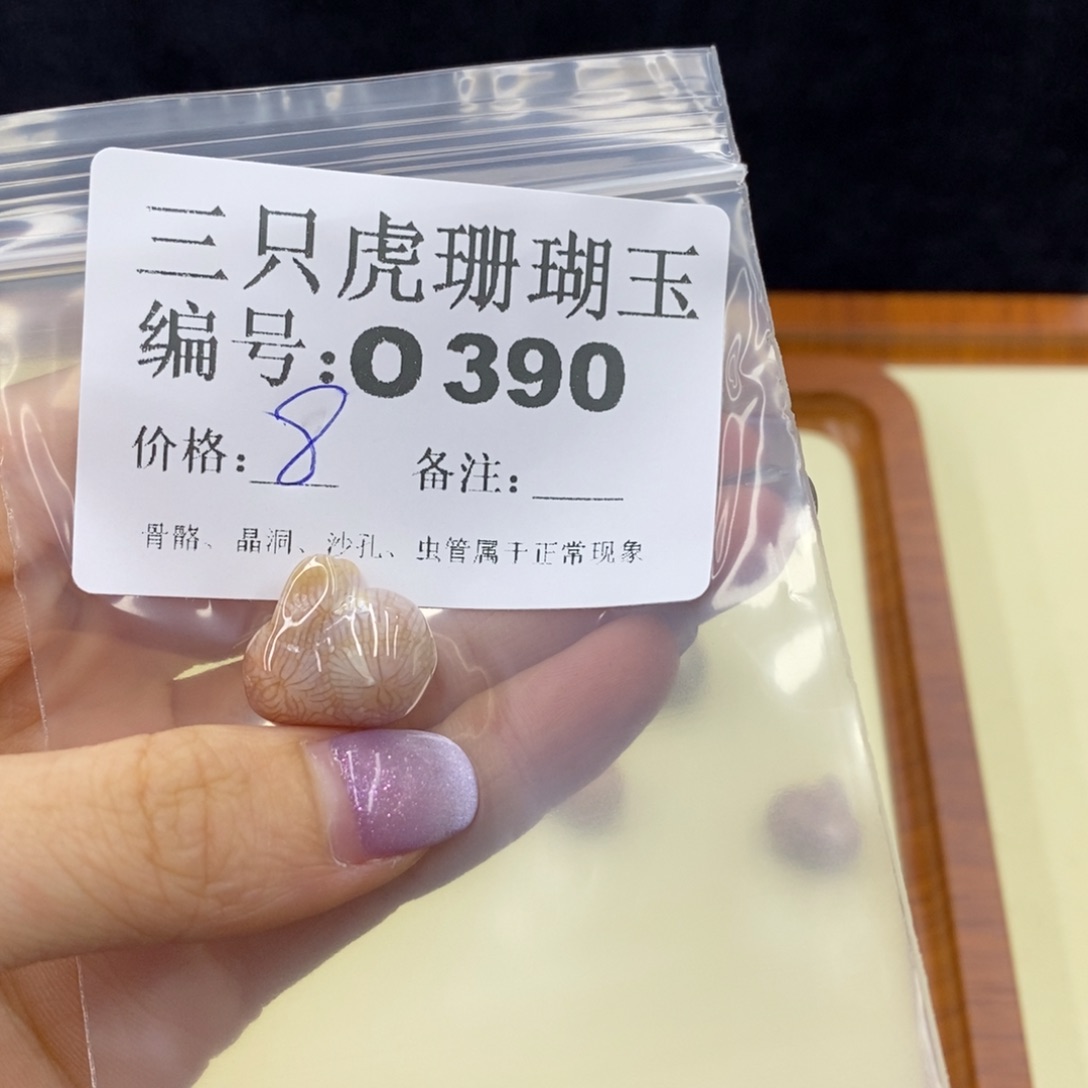 三只虎珊瑚玉
编号:O 390
价格:8 备注:
骨骼、晶洞、沙孔、虫管属于正常现象